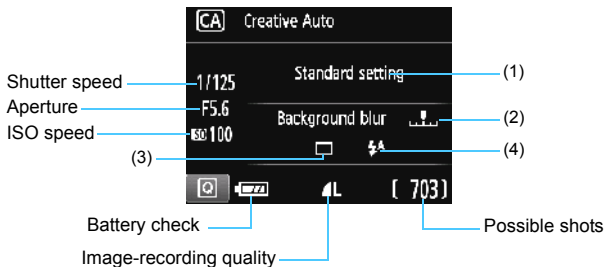 CA Creative Auto
Shutter speed 1/125 Standard setting (1)
Aperture F5.6
ISO speed ISO 100 Background blur (2)
(3) A (4)
Q L [ 703]
Battery check Possible shots
Image-recording quality